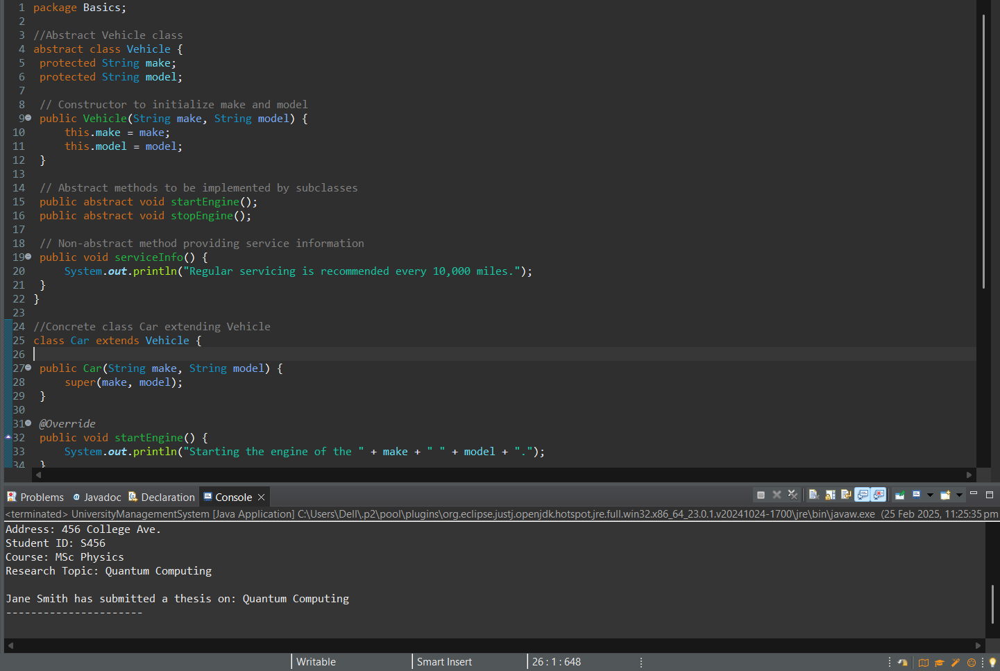 1 package Basics;
2
3 //Abstract Vehicle class
4 abstract class Vehicle {
5 protected String make;
6 protected String model;
7
8 // Constructor to initialize make and model
9 public Vehicle(String make, String model) {
10 this.make = make;
11 this.model = model;
12 }
13
14 // Abstract methods to be implemented by subclasses
15 public abstract void startEngine();
16 public abstract void stopEngine();
17
18 // Non-abstract method providing service information
19 public void serviceInfo() {
20 System.out.println("Regular servicing is recommended every 10,000 miles.");
21 }
22 }
23
24 //Concrete class Car extending Vehicle
25 class Car extends Vehicle {
26
27 public Car(String make, String model) {
28 super(make, model);
29 }
30
31 @Override
32 public void startEngine() {
33 System.out.println("Starting the engine of the " + make + " " + model + ".");
34 }
Problems @ Javadoc Declaration Console
<terminated> UniversityManagementSystem [Java Application] C:\Users\Dell\.p2\pool\plugins\org.eclipse.justj.openjdk.hotspot.jre.full.win32.x86_64_23.0.1.v20241024-1700\jre\bin\javaw.exe (25 Feb 2025, 11:25:35 pm
Address: 456 College Ave.
Student ID: S456
Course: MSc Physics
Research Topic: Quantum Computing
Jane Smith has submitted a thesis on: Quantum Computing
----------------------
Writable Smart Insert 26 : 1 : 648